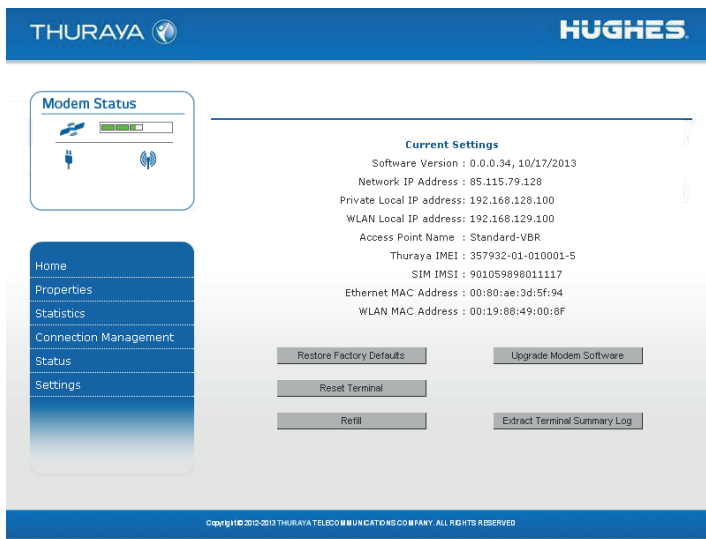 THURAYA
HUGHES.
Modem Status
Current Settings
Software Version : 0.0.0.34, 10/17/2013
Network IP Address : 85.115.79.128
Private Local IP address: 192.168.128.100
WLAN Local IP address: 192.168.129.100
Access Point Name : Standard-VBR
Thuraya IMEI : 357932-01-010001-5
SIM IMSI : 901059898011117
Ethernet MAC Address : 00:80:ae:3d:5f:94
WLAN MAC Address : 00:19:88:49:00:8F
Home
Properties
Statistics
Connection Management
Status
Settings
Restore Factory Defaults
Upgrade Modem Software
Reset Terminal
Refill
Extract Terminal Summary Log
Copyright© 2012-2013 THURAYA TELECOMMUNICATIONS COMPANY. ALL RIGHTS RESERVED